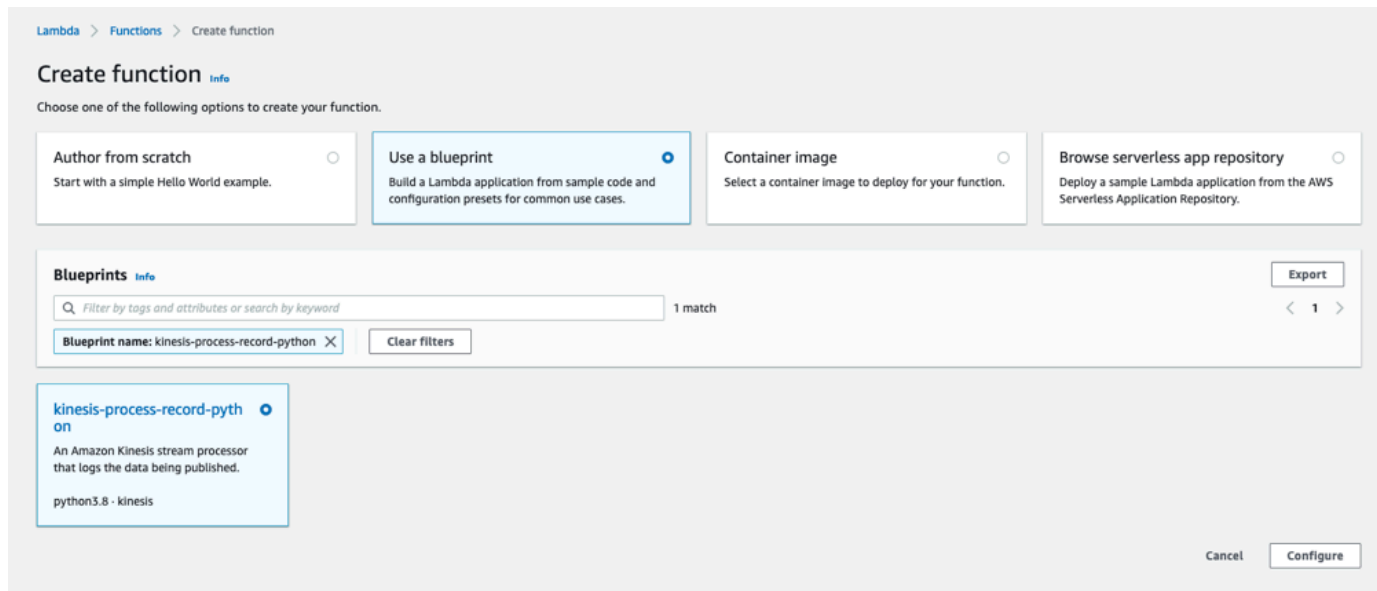 Lambda > Functions > Create function
Create function Info
Choose one of the following options to create your function.
Author from scratch
Start with a simple Hello World example.
Use a blueprint
Build a Lambda application from sample code and
configuration presets for common use cases.
Container image
Select a container image to deploy for your function.
Browse serverless app repository
Deploy a sample Lambda application from the AWS
Serverless Application Repository.
Blueprints Info
Export
Filter by tags and attributes or search by keyword
1 match
< 1 >
Blueprint name: kinesis-process-record-python X
Clear filters
kinesis-process-record-pyth
on
An Amazon Kinesis stream processor
that logs the data being published.
python3.8 · kinesis
Cancel
Configure